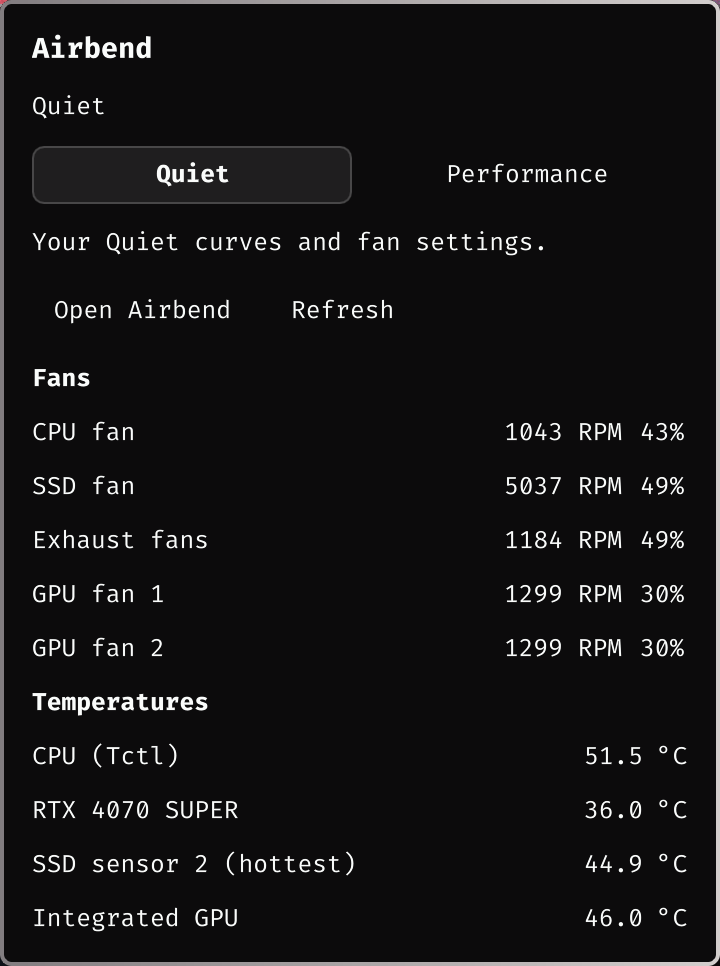 Airbend
Quiet
Quiet Performance
Your Quiet curves and fan settings.
Open Airbend Refresh
Fans
CPU fan 1043 RPM 43%
SSD fan 5037 RPM 49%
Exhaust fans 1184 RPM 49%
GPU fan 1 1299 RPM 30%
GPU fan 2 1299 RPM 30%
Temperatures
CPU (Tctl) 51.5 °C
RTX 4070 SUPER 36.0 °C
SSD sensor 2 (hottest) 44.9 °C
Integrated GPU 46.0 °C